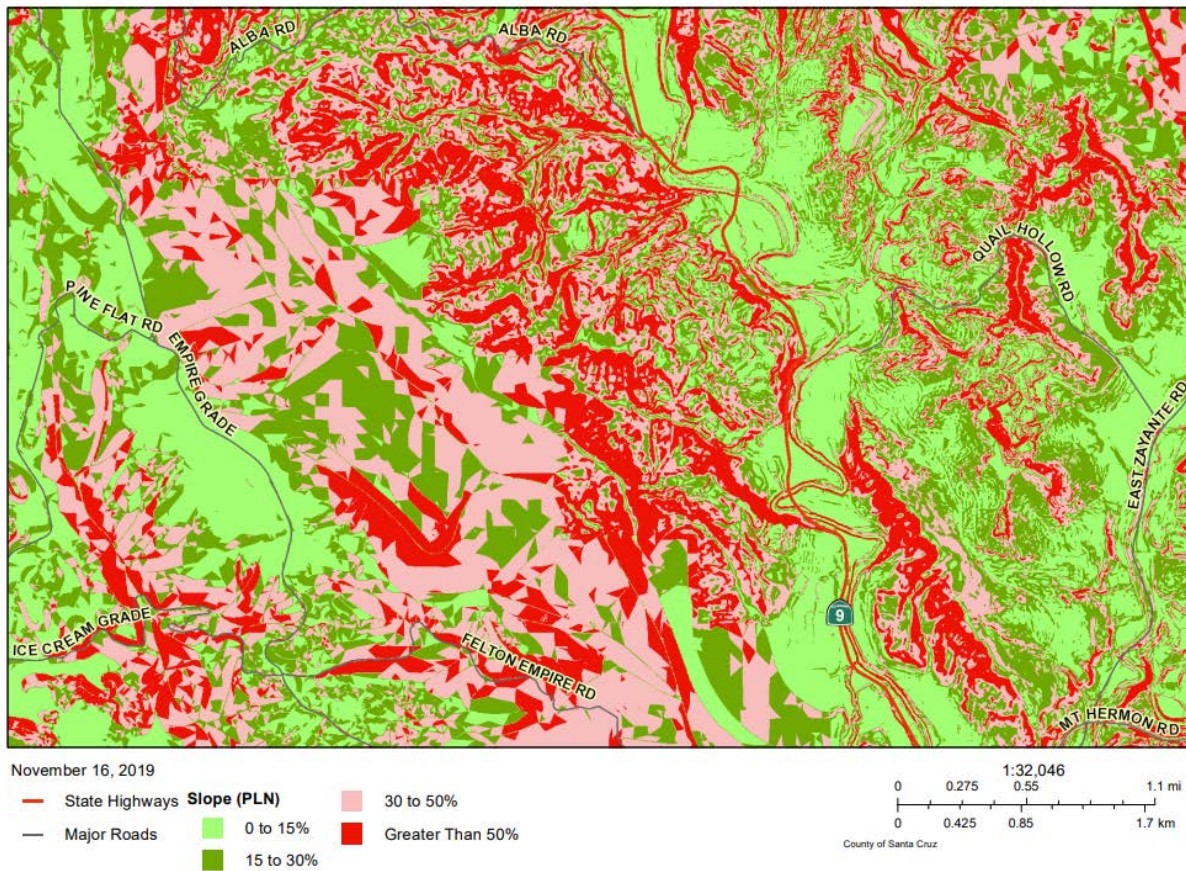 ALBA RD
ALBA RD
QUAIL HOLLOW RD
PINE FLAT RD
EMPIRE GRADE
EAST ZAYANTE RD
9
ICE CREAM GRADE
FELTON EMPIRE RD
MT HERMON RD
November 16, 2019
State Highways
Major Roads
Slope (PLN)
0 to 15%
15 to 30%
30 to 50%
Greater Than 50%
1:32,046
0 0.275 0.55 1.1 mi
0 0.425 0.85 1.7 km
County of Santa Cruz